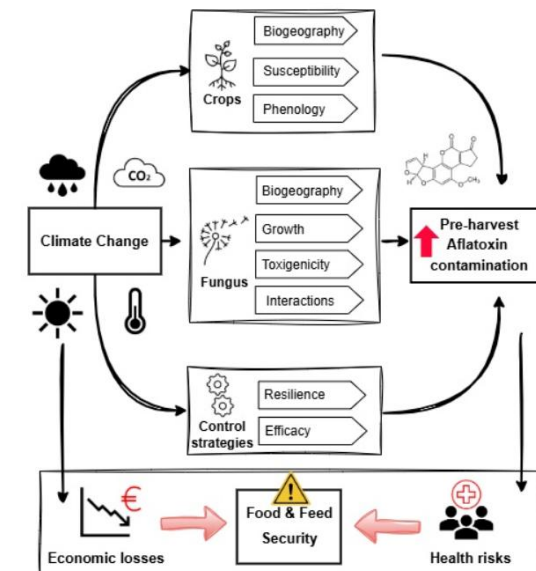 Biogeography
Susceptibility
Phenology
Crops
CO₂
Climate Change
Biogeography
Growth
Toxigenicity
Interactions
Fungus
O
O
H
O
O
H
O
CH₃
Pre-harvest
Aflatoxin
contamination
Resilience
Efficacy
Control
strategies
€
!
Food & Feed
Security
Economic losses
Health risks